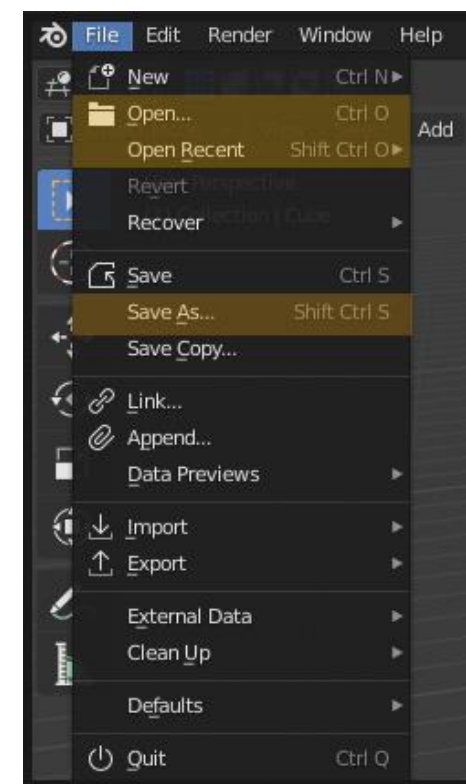 File Edit Render Window Help
New Ctrl N
Open... Ctrl O
Add
Open Recent Shift Ctrl O
Revert
Recover
Save Ctrl S
Save As... Shift Ctrl S
Save Copy...
Link...
Append...
Data Previews
Import
Export
External Data
Clean Up
Defaults
Quit Ctrl Q